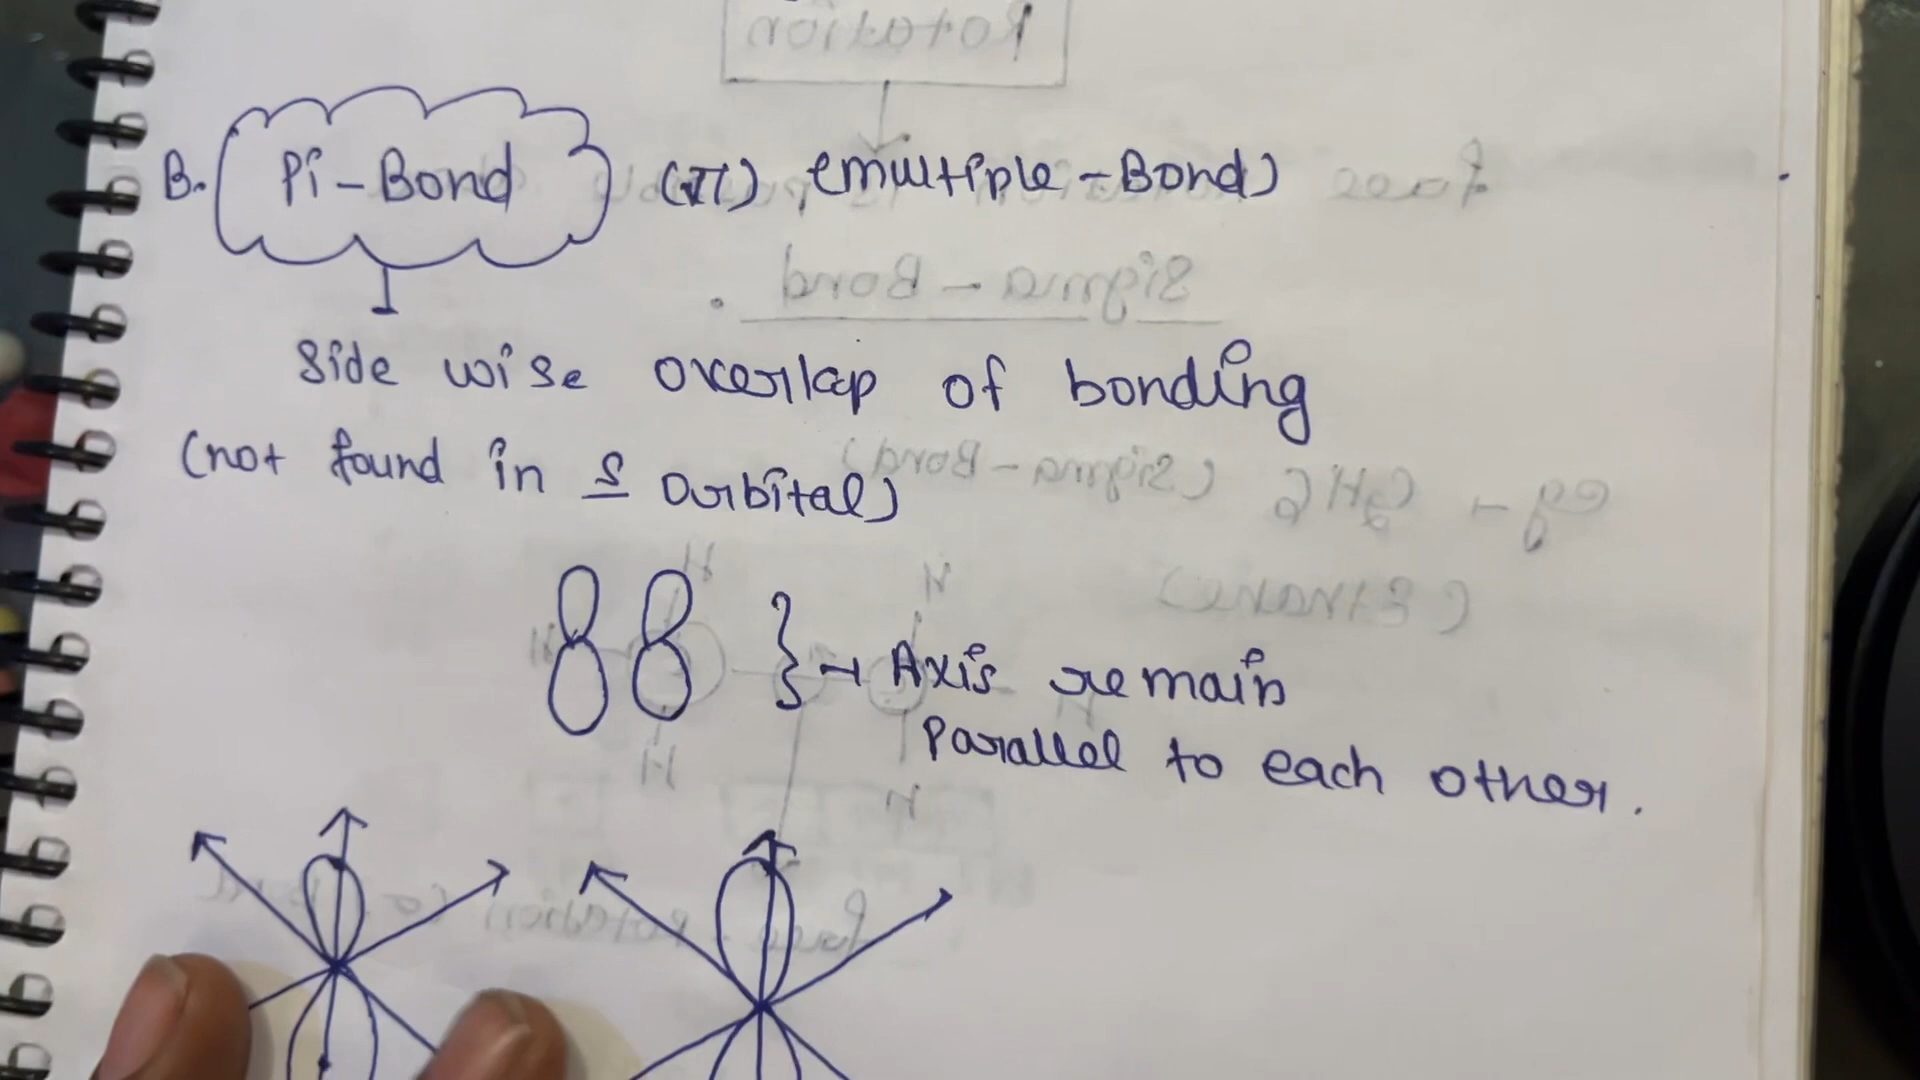 B. Pi-Bond (π), (multiple-Bond)
Side wise overlap of bonding
(not found in S orbital)
} → Axis remain
parallel to each other.